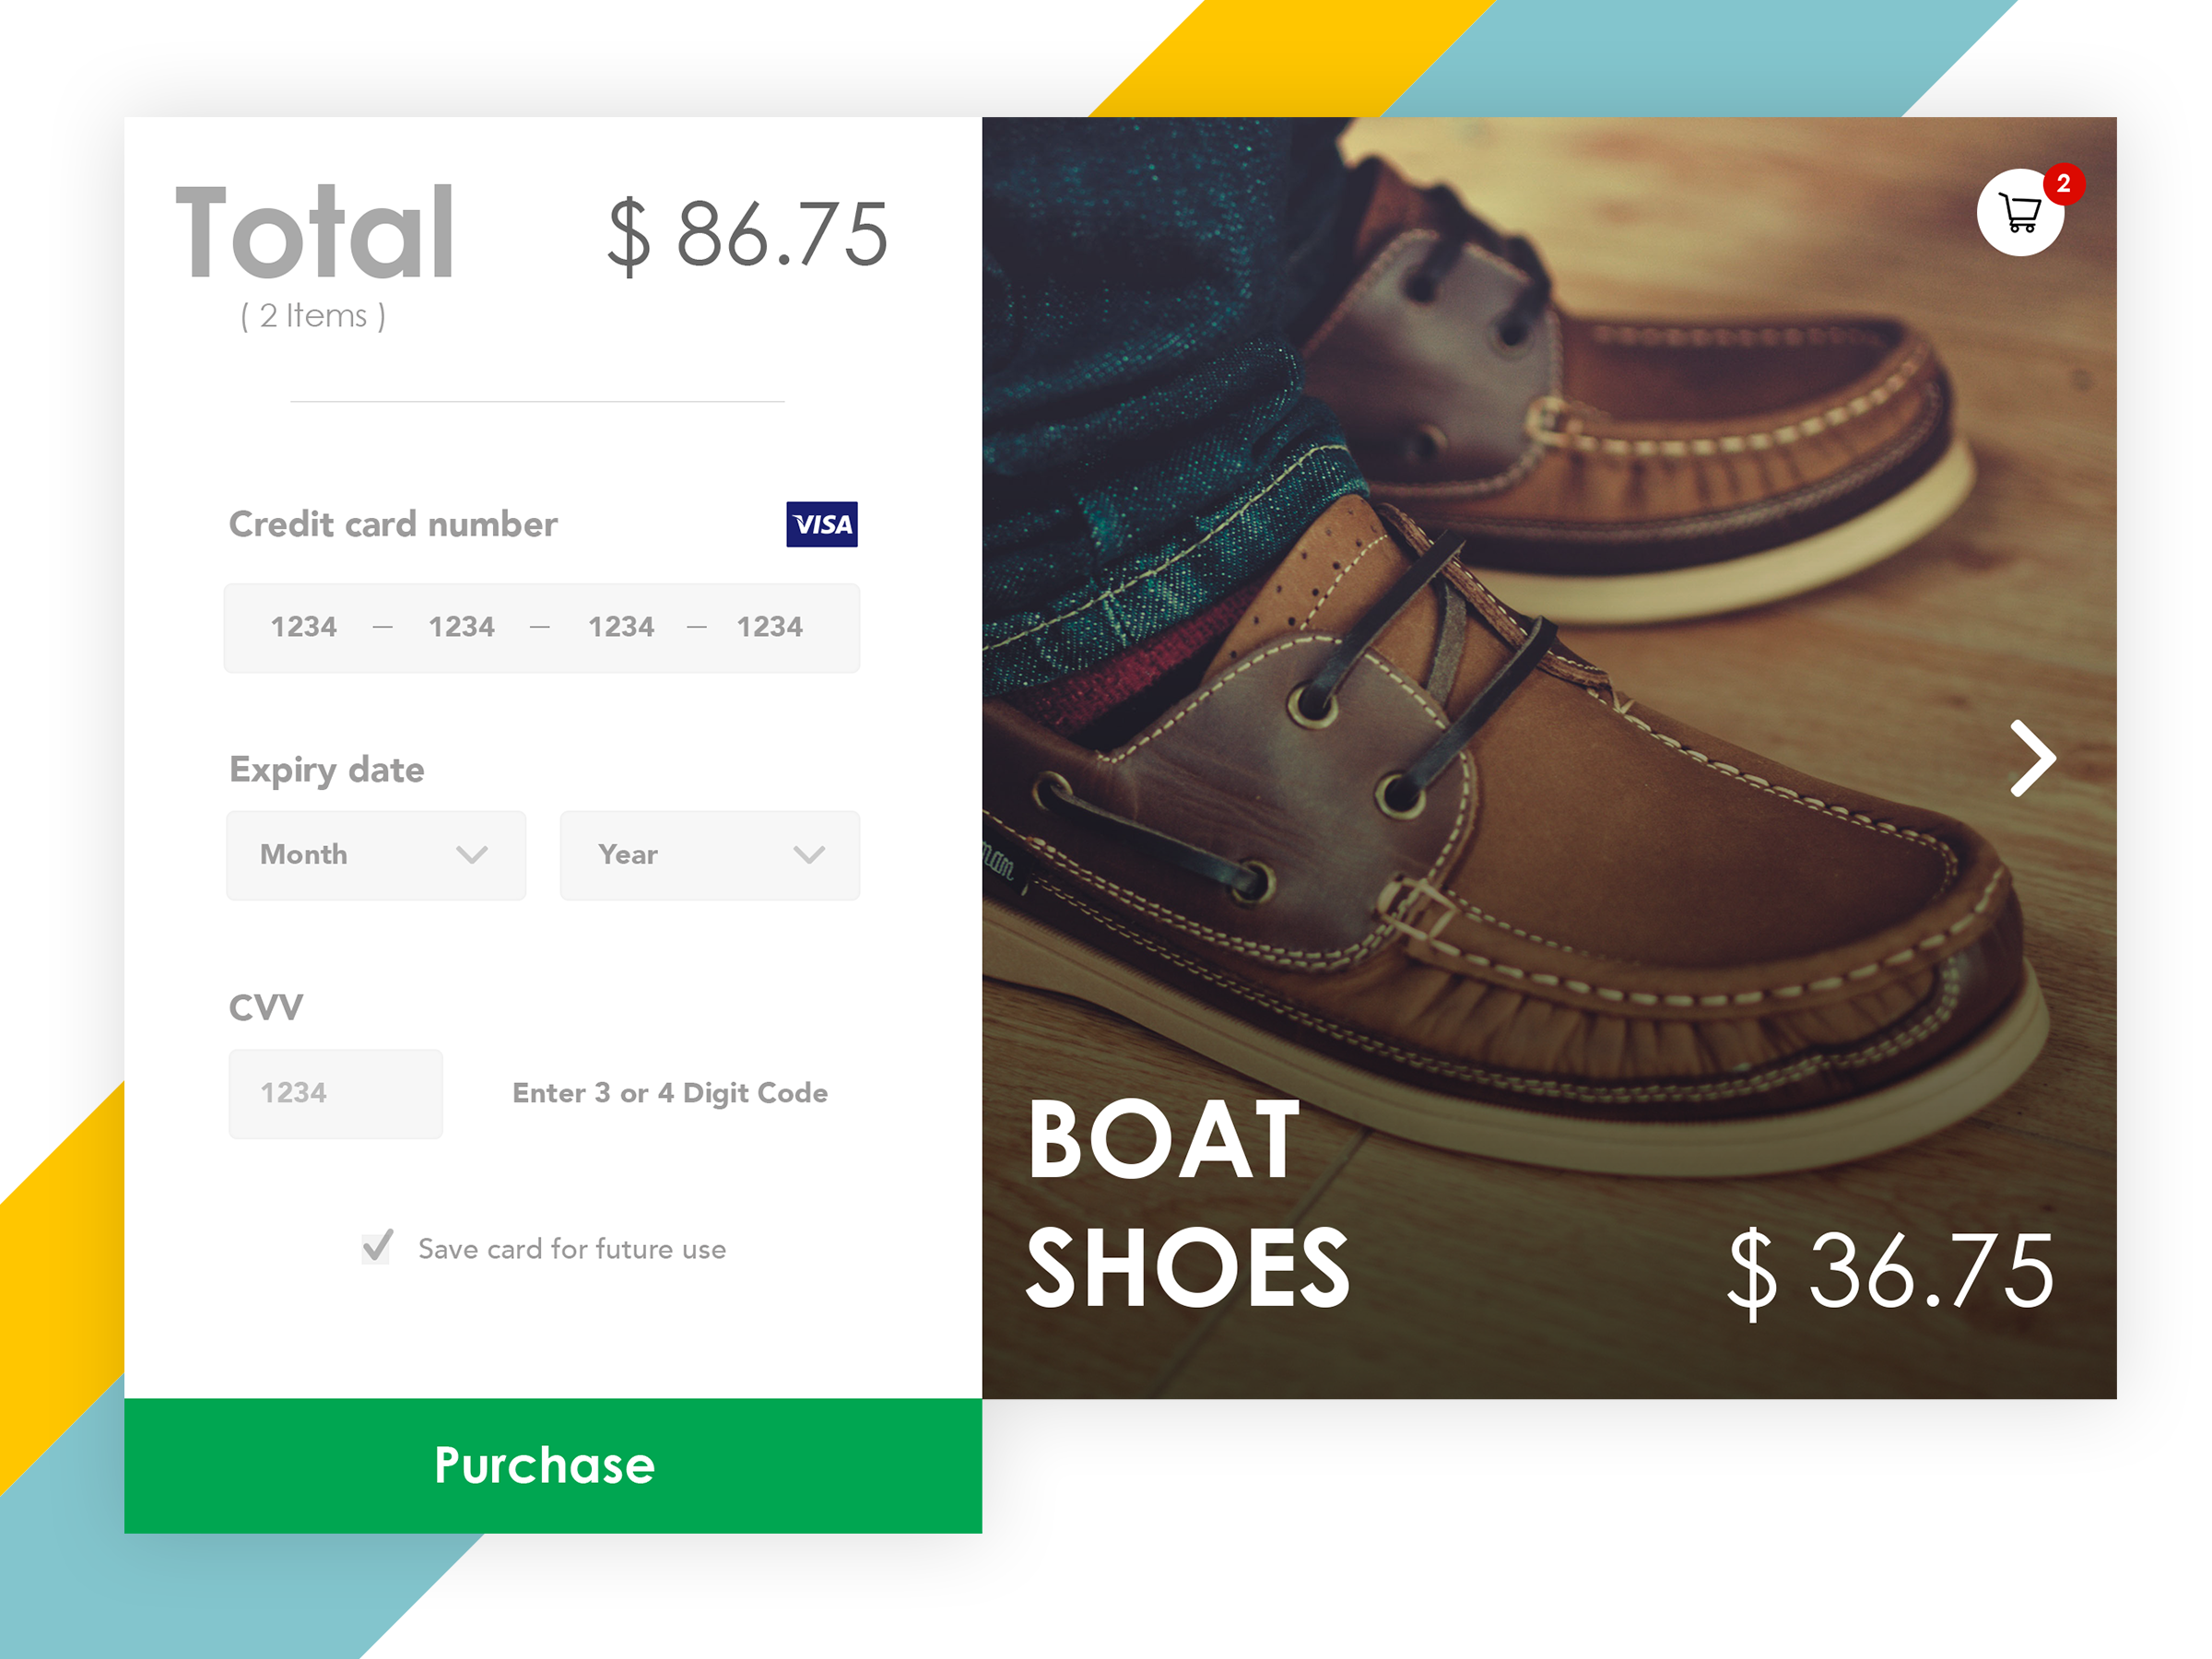 Total
$ 86.75
( 2 Items )
Credit card number
VISA
1234 – 1234 – 1234 – 1234
Expiry date
Month
Year
CVV
1234
Enter 3 or 4 Digit Code
Save card for future use
Purchase
2
BOAT
SHOES
$ 36.75